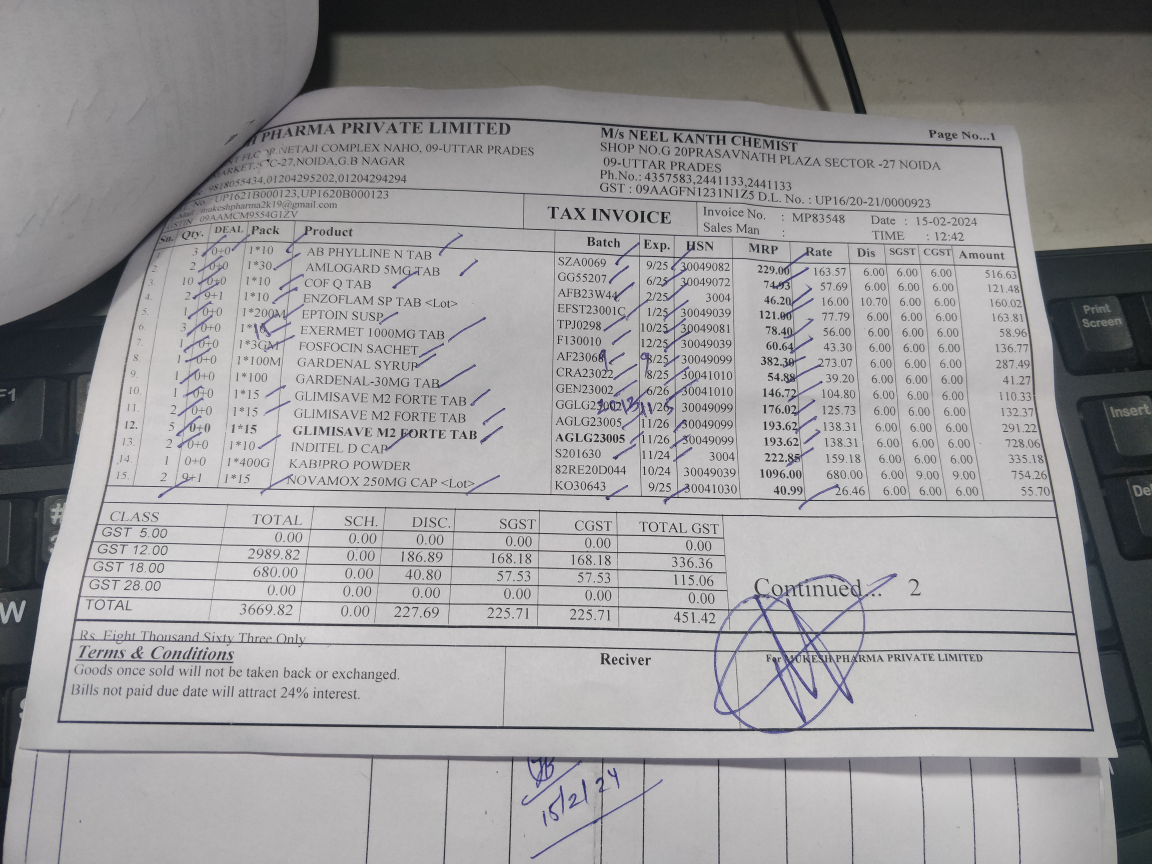 PHARMA PRIVATE LIMITED
NETAJI COMPLEX NAHO, 09-UTTAR PRADES
27,NOIDA,G.B NAGAR
9818055434,01204295202,01204294294
UP1621B000123,UP1620B000123
mukeshpharma2k19@gmail.com
09AAMCM9554G1ZV
Page No...1
M/s NEEL KANTH CHEMIST
SHOP NO.G 20PRASAVNATH PLAZA SECTOR -27 NOIDA
09-UTTAR PRADES
Ph.No.: 4357583,2441133,2441133
GST : 09AAGFN1231N1Z5 D.L. No. : UP16/20-21/0000923
TAX INVOICE
Invoice No. : MP83548 Date : 15-02-2024
Sales Man : TIME : 12:42
Sn. Qty. DEAL Pack Product Batch Exp. HSN MRP Rate Dis SGST CGST Amount
3 0+0 1*10 AB PHYLLINE N TAB SZA0069 9/25 30049082 229.00 163.57 6.00 6.00 6.00 516.63
2. 2 0+0 1*30 AMLOGARD 5MG TAB GG55207 6/25 30049072 74.93 57.69 6.00 6.00 6.00 121.48
3. 10 0+0 1*10 COF Q TAB AFB23W44 2/25 3004 46.20 16.00 10.70 6.00 6.00 160.02
4. 2 9+1 1*10 ENZOFLAM SP TAB <Lot> EFST23001C 1/25 30049039 121.00 77.79 6.00 6.00 6.00 163.81
5. 1 0+0 1*200M EPTOIN SUSP TPJ0298 10/25 30049081 78.40 56.00 6.00 6.00 6.00 58.96
6. 3 0+0 EXERMET 1000MG TAB F130010 12/25 30049039 60.64 43.30 6.00 6.00 6.00 136.77
7. 1 0+0 1*3GM FOSFOCIN SACHET 8/25 30049099 382.30 273.07 6.00 6.00 6.00 287.49
8. 1 0+0 1*100M GARDENAL SYRUP CRA23022 8/25 30041010 54.88 39.20 6.00 6.00 6.00 41.27
9. 1 0+0 1*100 GARDENAL-30MG TAB GEN23002 6/26 30041010 146.72 104.80 6.00 6.00 6.00 110.33
10. 1 0+0 1*15 GLIMISAVE M2 FORTE TAB 30049099 176.02 125.73 6.00 6.00 6.00 132.37
11. 2 0+0 1*15 GLIMISAVE M2 FORTE TAB AGLG23005 11/26 30049099 193.62 138.31 6.00 6.00 6.00 291.22
12. 5 0+0 1*15 GLIMISAVE M2 FORTE TAB AGLG23005 11/26 30049099 193.62 138.31 6.00 6.00 6.00 728.06
13. 2 0+0 1*10 INDITEL D CAP S201630 11/24 3004 222.85 159.18 6.00 6.00 6.00 335.18
14. 1 0+0 1*400G KABIPRO POWDER 82RE20D044 10/24 30049039 1096.00 680.00 6.00 9.00 9.00 754.26
15. 2 9+1 1*15 NOVAMOX 250MG CAP <Lot> KO30643 9/25 30041030 40.99 26.46 6.00 6.00 6.00 55.70
CLASS TOTAL SCH. DISC. SGST CGST TOTAL GST
GST 5.00 0.00 0.00 0.00 0.00 0.00 0.00
GST 12.00 2989.82 0.00 186.89 168.18 168.18 336.36
GST 18.00 680.00 0.00 40.80 57.53 57.53 115.06
GST 28.00 0.00 0.00 0.00 0.00 0.00 0.00
TOTAL 3669.82 0.00 227.69 225.71 225.71 451.42
Continued... 2
Rs. Eight Thousand Sixty Three Only
Terms & Conditions
Goods once sold will not be taken back or exchanged.
Bills not paid due date will attract 24% interest.
Reciver
For MUKESH PHARMA PRIVATE LIMITED
15/2/24
F1
W
Print
Screen
Insert